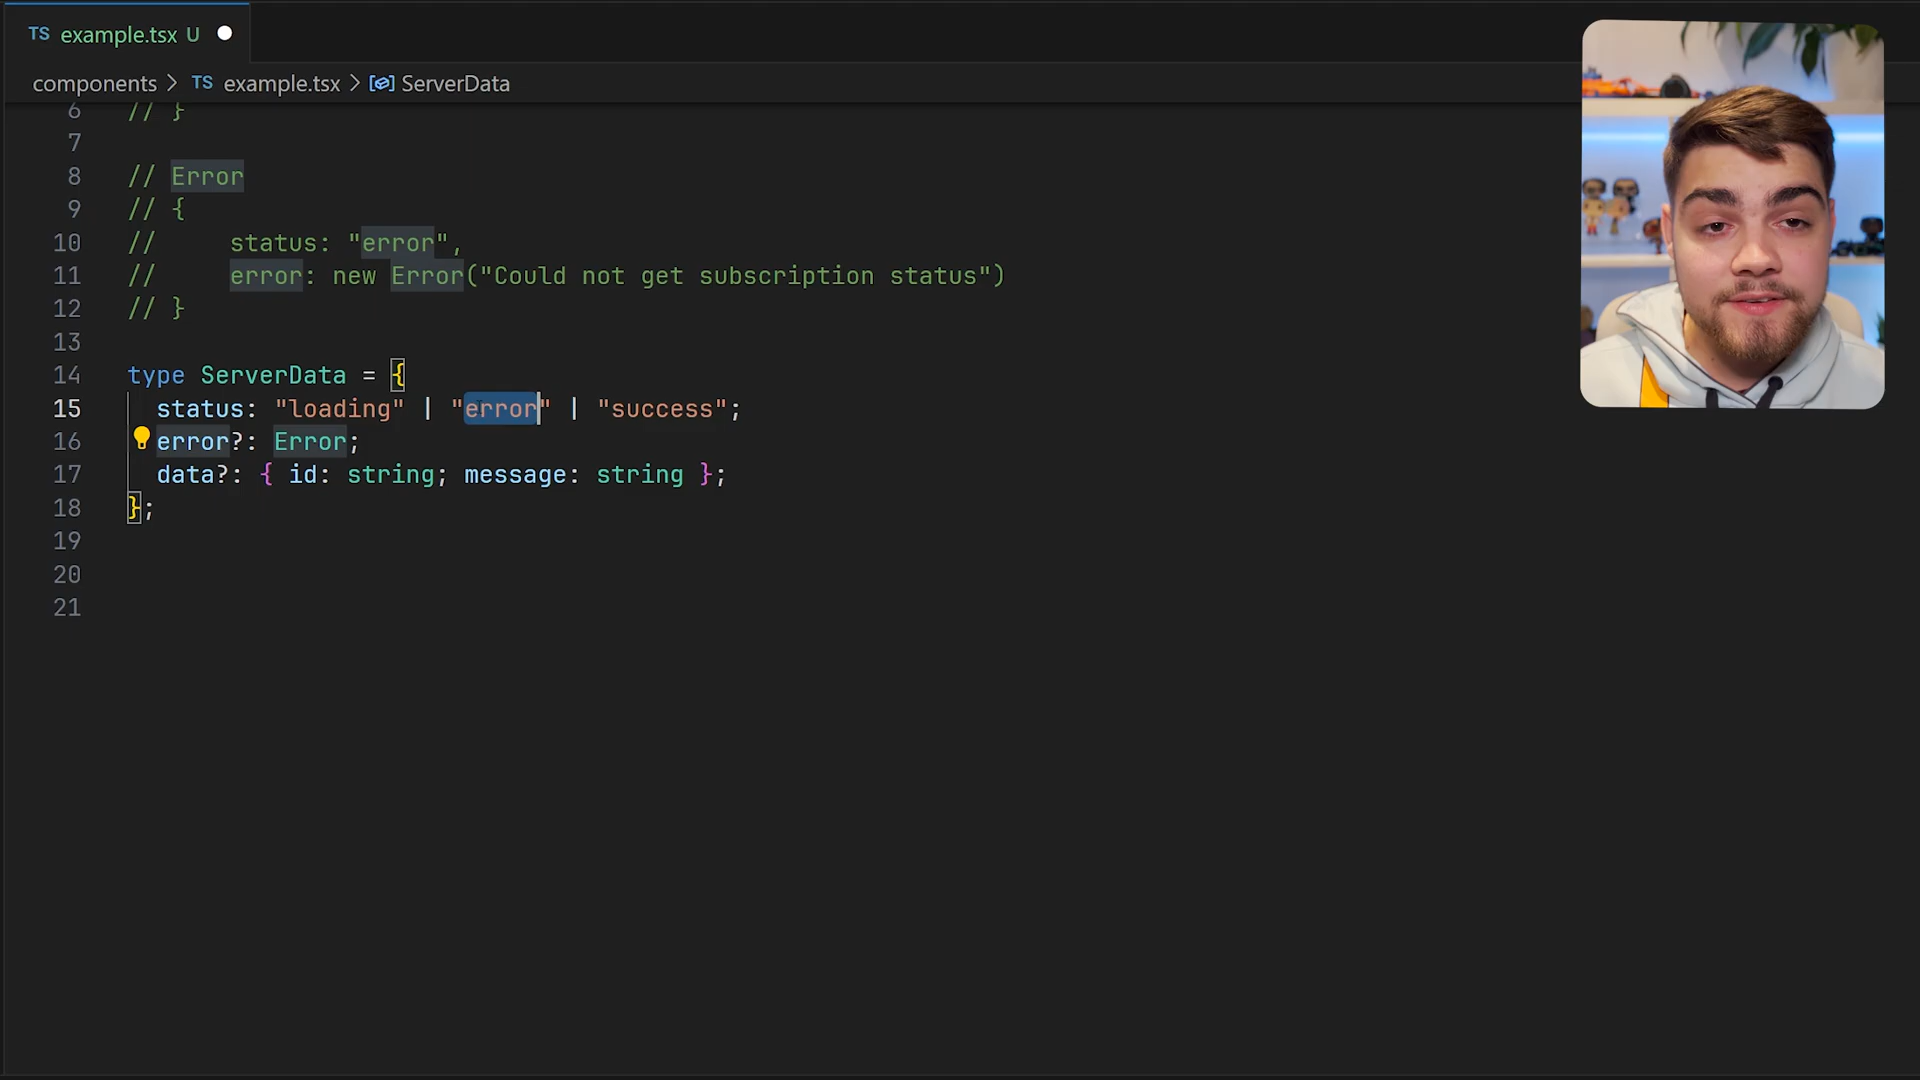 TS example.tsx U
components > TS example.tsx > ServerData
6 // }
7
8 // Error
9 // {
10 //     status: "error",
11 //     error: new Error("Could not get subscription status")
12 // }
13
14 type ServerData = {
15   status: "loading" | "error" | "success";
16   error?: Error;
17   data?: { id: string; message: string };
18 };
19
20
21